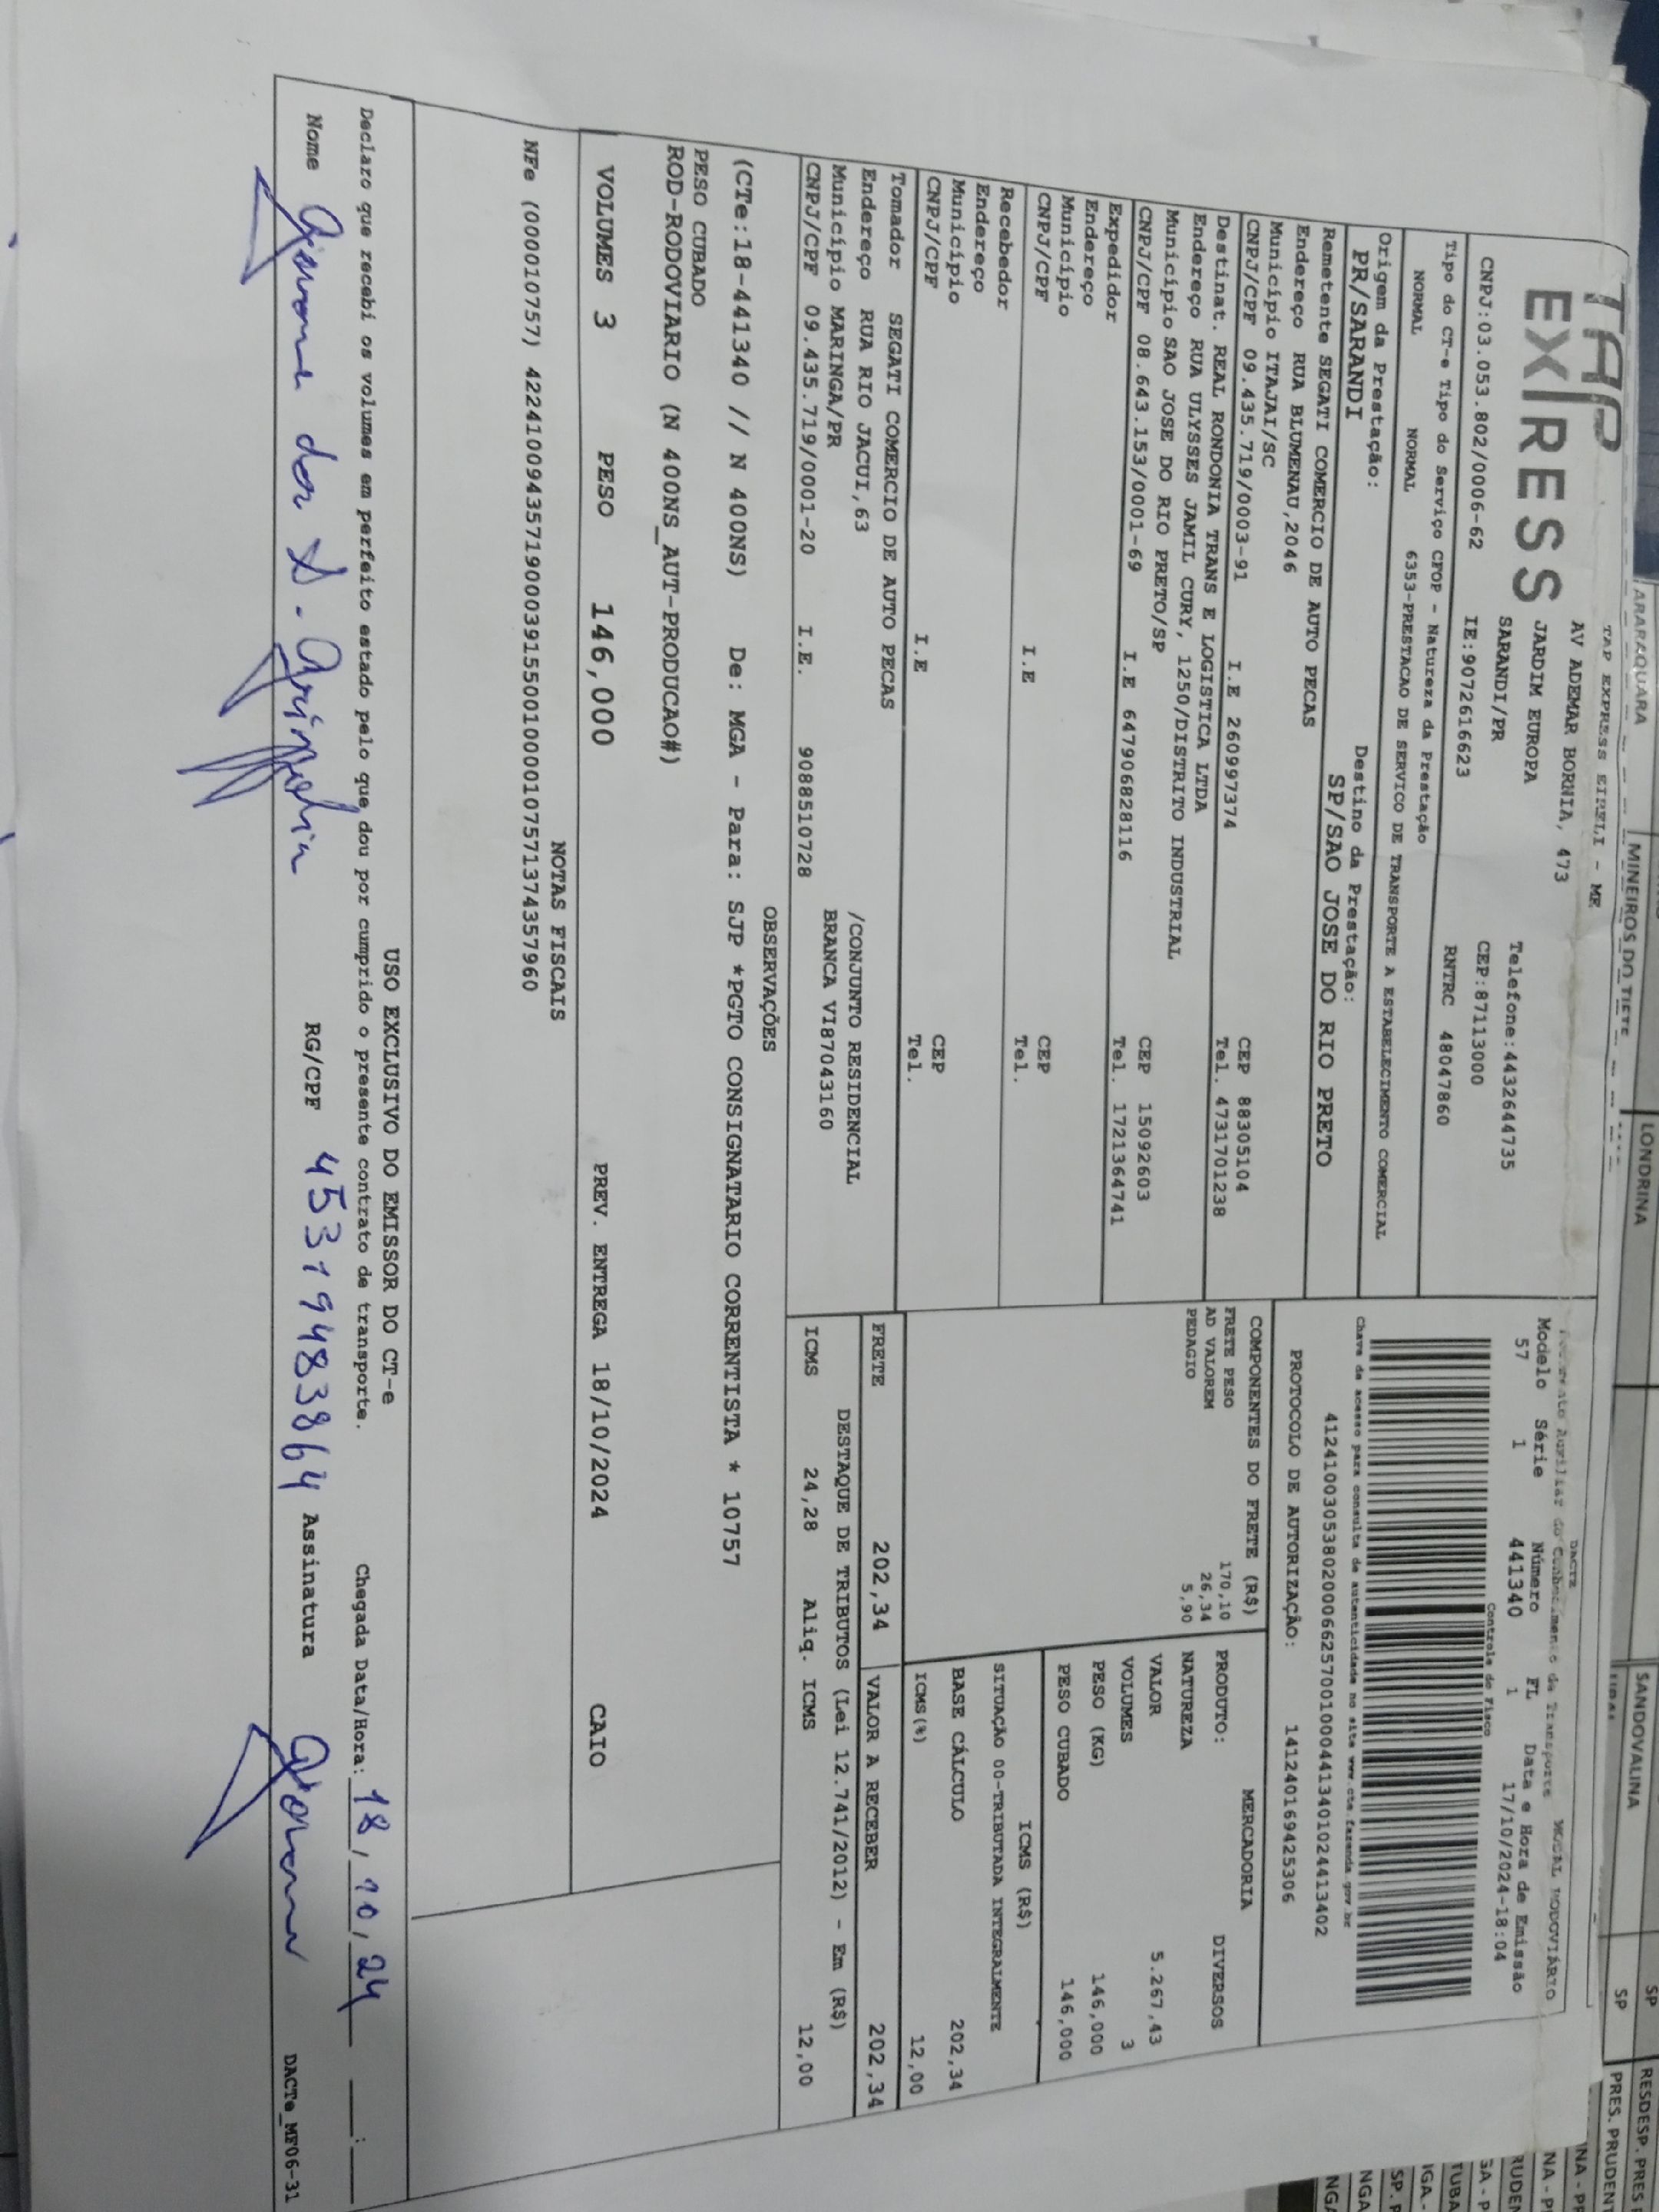 TAP
EXPRESS
TAP EXPRESS EIRELI - ME
AV ADEMAR BORNIA, 473
JARDIM EUROPA
SARANDI/PR
CNPJ:03.053.802/0006-62 IE:9072616623
Telefone:4432644735
CEP:87113000
RNTRC 48047860
Tipo do CT-e Tipo do Serviço CFOP - Natureza da Prestação
NORMAL NORMAL 6353-PRESTACAO DE SERVICO DE TRANSPORTE A ESTABELECIMENTO COMERCIAL
Origem da Prestação: Destino da Prestação:
PR/SARANDI SP/SAO JOSE DO RIO PRETO
Remetente SEGATI COMERCIO DE AUTO PECAS
Endereço RUA BLUMENAU,2046
Município ITAJAI/SC CEP 88305104
CNPJ/CPF 09.435.719/0003-91 I.E 260997374 Tel. 4731701238
Destinat. REAL RONDONIA TRANS E LOGISTICA LTDA
Endereço RUA ULYSSES JAMIL CURY, 1250/DISTRITO INDUSTRIAL
Município SAO JOSE DO RIO PRETO/SP CEP 15092603
CNPJ/CPF 08.643.153/0001-69 I.E 647906828116 Tel. 1721364741
Expedidor
Endereço
Município CEP
CNPJ/CPF I.E Tel.
Recebedor
Endereço
Município CEP
CNPJ/CPF I.E Tel.
Tomador SEGATI COMERCIO DE AUTO PECAS
Endereço RUA RIO JACUI,63 /CONJUNTO RESIDENCIAL
Município MARINGA/PR BRANCA VI87043160
CNPJ/CPF 09.435.719/0001-20 I.E. 9088510728
DACTE
Documento Auxiliar do Conhecimento de Transporte MODAL RODOVIÁRIO
Modelo Série Número FL Data e Hora de Emissão
57 1 441340 1 17/10/2024-18:04
Controle do Fisco
Chave de acesso para consulta de autenticidade no site www.cte.fazenda.gov.br
41241003053802000662570010004413401024413402
PROTOCOLO DE AUTORIZAÇÃO: 141240169425306
COMPONENTES DO FRETE (R$)
FRETE PESO 170,10
AD VALOREM 26,34
PEDAGIO 5,90
MERCADORIA
PRODUTO: DIVERSOS
NATUREZA
VALOR 5.267,43
VOLUMES 3
PESO (KG) 146,000
PESO CUBADO 146,000
ICMS (R$)
SITUAÇÃO 00-TRIBUTADA INTEGRALMENTE
BASE CÁLCULO 202,34
ICMS(%) 12,00
FRETE 202,34 VALOR A RECEBER 202,34
DESTAQUE DE TRIBUTOS (Lei 12.741/2012) - Em (R$)
ICMS 24,28 Aliq. ICMS 12,00
OBSERVAÇÕES
(CTe:18-441340 // N 400NS) De: MGA - Para: SJP *PGTO CONSIGNATARIO CORRENTISTA * 10757
PESO CUBADO
ROD-RODOVIARIO (N 400NS_AUT-PRODUCAO#)
VOLUMES 3 PESO 146,000 PREV. ENTREGA 18/10/2024 CAIO
NOTAS FISCAIS
NFe (000010757) 42241009435719000391550010000107571374357960
USO EXCLUSIVO DO EMISSOR DO CT-e
Declaro que recebi os volumes em perfeito estado pelo que dou por cumprido o presente contrato de transporte. Chegada Data/Hora: 18/10/24 __:__
Nome RG/CPF 45319483864 Assinatura
DACTe_MF06-31
ARARAQUARA
MINEIROS DO TIETE
LONDRINA
SANDOVALINA
SP
SP
RESDESP. PRES
PRES. PRUDENT